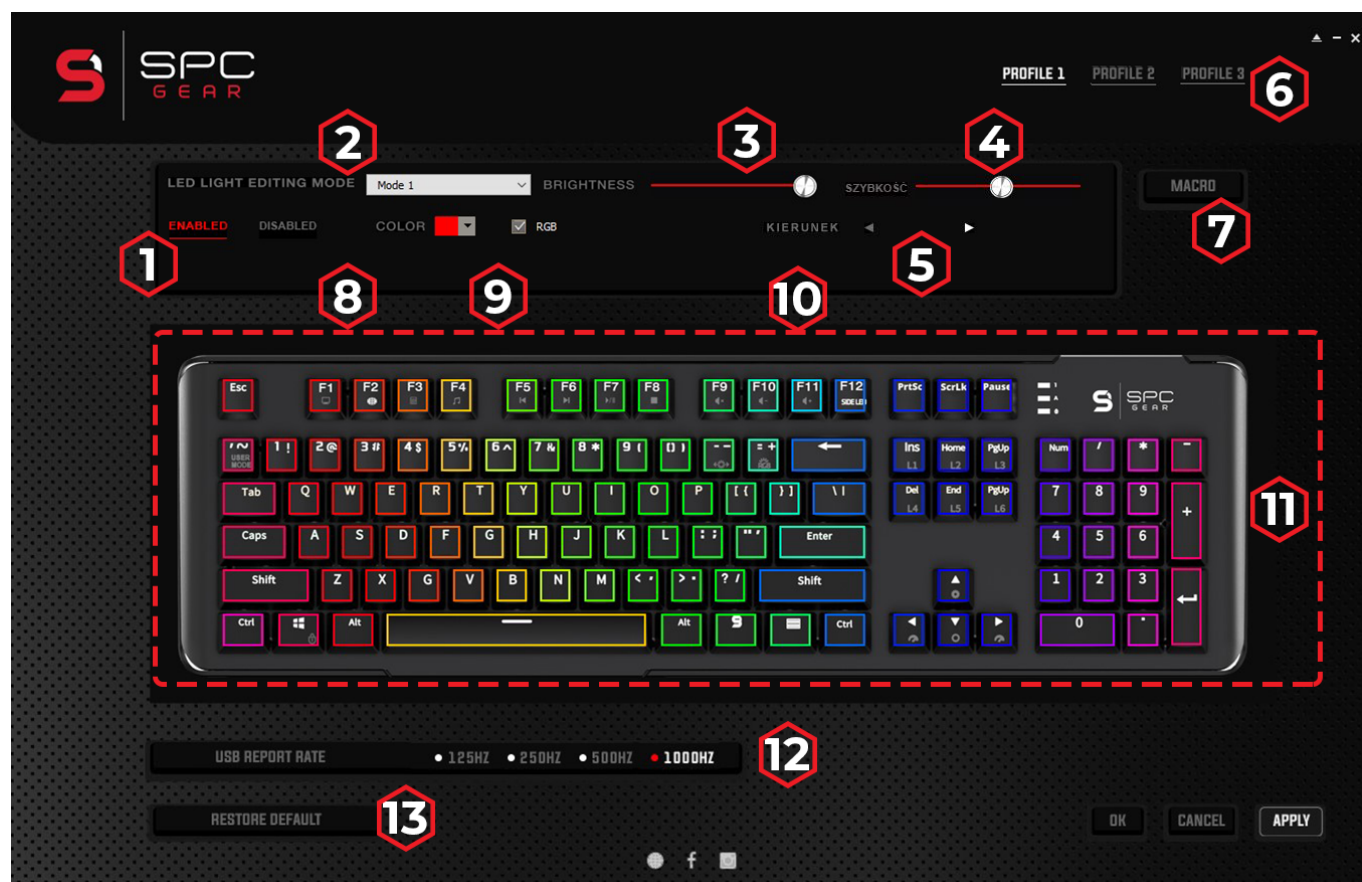 SPC
GEAR
PROFILE 1 PROFILE 2 PROFILE 3
6
2 3 4
LED LIGHT EDITING MODE Mode 1 BRIGHTNESS SZYBKOŚĆ MACRO
ENABLED DISABLED COLOR RGB KIERUNEK
1 5 7
8 9 10
Esc F1 F2 F3 F4 F5 F6 F7 F8 F9 F10 F11 F12 PrtSc ScrLk Pause 1
SIDE LED A
SPC
GEAR
' ~ 1 ! 2 @ 3 # 4 $ 5 % 6 ^ 7 & 8 * 9 ( 0 ) - - = + Ins Home PgUp Num / * -
USER MODE L1 L2 L3
Tab Q W E R T Y U I O P [ { } ] \ | Del End PgUp 7 8 9 +
L4 L5 L6
11
Caps A S D F G H J K L : ; " ' Enter 4 5 6
Shift Z X G V B N M < , > . ? / Shift 1 2 3
Ctrl Alt Alt Ctrl 0 .
USB REPORT RATE 125HZ 250HZ 500HZ 1000HZ 12
RESTORE DEFAULT 13 OK CANCEL APPLY